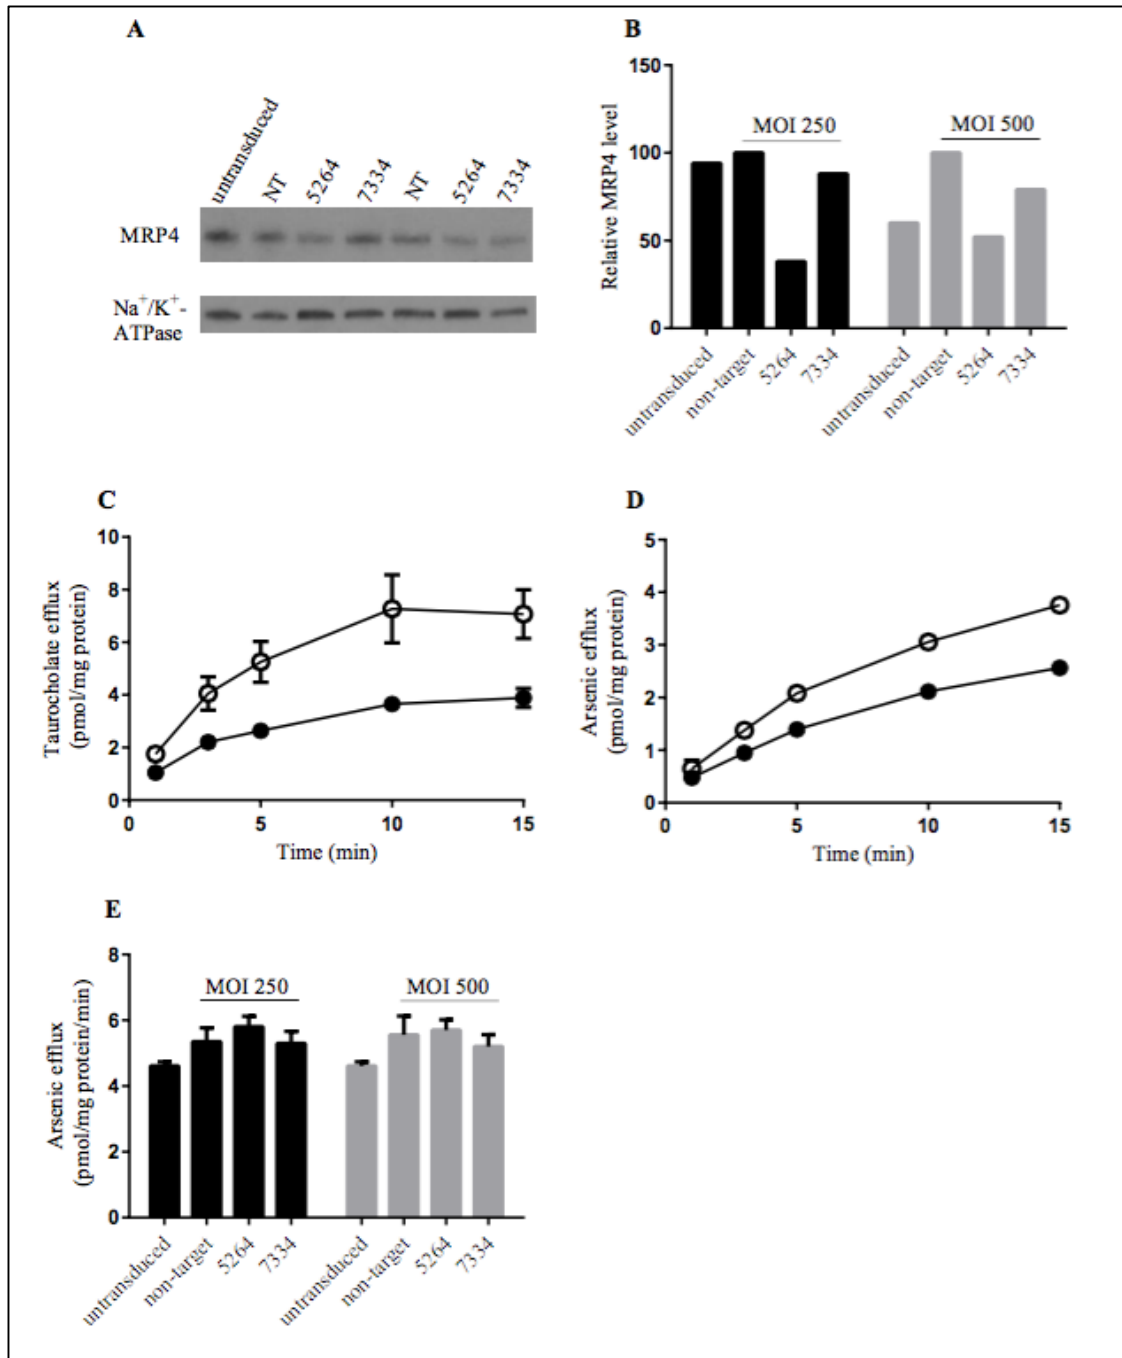 A
untransduced
NT
5264
7334
NT
5264
7334
MRP4
Na+/K+-
ATPase
B
Relative MRP4 level
150
100
50
0
MOI 250
MOI 500
untransduced
non-target
5264
7334
untransduced
non-target
5264
7334
C
Taurocholate efflux
(pmol/mg protein)
10
8
6
4
2
0
0
5
10
15
Time (min)
D
Arsenic efflux
(pmol/mg protein)
5
4
3
2
1
0
0
5
10
15
Time (min)
E
Arsenic efflux
(pmol/mg protein/min)
8
6
4
2
0
MOI 250
MOI 500
untransduced
non-target
5264
7334
untransduced
non-target
5264
7334